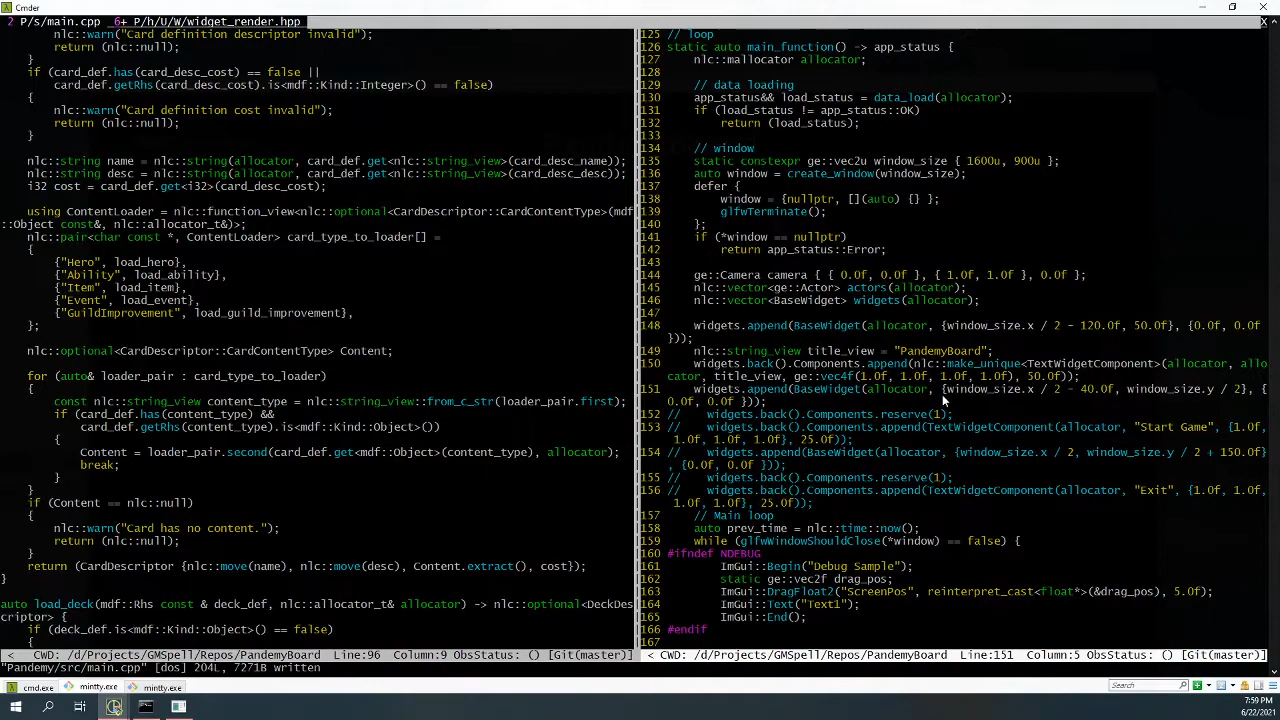 Cmder
2 P/s/main.cpp  6+ P/h/U/W/widget_render.hpp
X
        nlc::warn("Card definition descriptor invalid");
        return (nlc::null);
    }
    if (card_def.has(card_desc_cost) == false ||
        card_def.getRhs(card_desc_cost).is<mdf::Kind::Integer>() == false)
    {
        nlc::warn("Card definition cost invalid");
        return (nlc::null);
    }
    nlc::string name = nlc::string(allocator, card_def.get<nlc::string_view>(card_desc_name));
    nlc::string desc = nlc::string(allocator, card_def.get<nlc::string_view>(card_desc_desc));
    i32 cost = card_def.get<i32>(card_desc_cost);
    using ContentLoader = nlc::function_view<nlc::optional<CardDescriptor::CardContentType>(mdf
::Object const&, nlc::allocator_t&)>;
    nlc::pair<char const *, ContentLoader> card_type_to_loader[] =
    {
        {"Hero", load_hero},
        {"Ability", load_ability},
        {"Item", load_item},
        {"Event", load_event},
        {"GuildImprovement", load_guild_improvement},
    };
    nlc::optional<CardDescriptor::CardContentType> Content;
    for (auto& loader_pair : card_type_to_loader)
    {
        const nlc::string_view content_type = nlc::string_view::from_c_str(loader_pair.first);
        if (card_def.has(content_type) &&
            card_def.getRhs(content_type).is<mdf::Kind::Object>())
        {
            Content = loader_pair.second(card_def.get<mdf::Object>(content_type), allocator);
            break;
        }
    }
    if (Content == nlc::null)
    {
        nlc::warn("Card has no content.");
        return (nlc::null);
    }
    return (CardDescriptor {nlc::move(name), nlc::move(desc), Content.extract(), cost});
}
auto load_deck(mdf::Rhs const & deck_def, nlc::allocator_t& allocator) -> nlc::optional<DeckDes
criptor> {
    if (deck_def.is<mdf::Kind::Object>() == false)
    {
<  CWD: /d/Projects/GMSpell/Repos/PandemyBoard  Line:96  Column:9 ObsStatus: () [Git(master)]
"Pandemy/src/main.cpp" [dos] 204L, 7271B written
125 // loop
126 static auto main_function() -> app_status {
127     nlc::mallocator allocator;
128
129     // data loading
130     app_status&& load_status = data_load(allocator);
131     if (load_status != app_status::OK)
132         return (load_status);
133
134     // window
135     static constexpr ge::vec2u window_size { 1600u, 900u };
136     auto window = create_window(window_size);
137     defer {
138         window = {nullptr, [](auto) {} };
139         glfwTerminate();
140     };
141     if (*window == nullptr)
142         return app_status::Error;
143
144     ge::Camera camera { { 0.0f, 0.0f }, { 1.0f, 1.0f }, 0.0f };
145     nlc::vector<ge::Actor> actors(allocator);
146     nlc::vector<BaseWidget> widgets(allocator);
147
148     widgets.append(BaseWidget(allocator, {window_size.x / 2 - 120.0f, 50.0f}, {0.0f, 0.0f
}));
149     nlc::string_view title_view = "PandemyBoard";
150     widgets.back().Components.append(nlc::make_unique<TextWidgetComponent>(allocator, allo
cator, title_view, ge::vec4f(1.0f, 1.0f, 1.0f, 1.0f), 50.0f));
151     widgets.append(BaseWidget(allocator, {window_size.x / 2 - 40.0f, window_size.y / 2}, {
0.0f, 0.0f }));
152 //    widgets.back().Components.reserve(1);
153 //    widgets.back().Components.append(TextWidgetComponent(allocator, "Start Game", {1.0f,
 1.0f, 1.0f, 1.0f}, 25.0f));
154 //    widgets.append(BaseWidget(allocator, {window_size.x / 2, window_size.y / 2 + 150.0f}
, {0.0f, 0.0f }));
155 //    widgets.back().Components.reserve(1);
156 //    widgets.back().Components.append(TextWidgetComponent(allocator, "Exit", {1.0f, 1.0f,
 1.0f, 1.0f}, 25.0f));
157     // Main loop
158     auto prev_time = nlc::time::now();
159     while (glfwWindowShouldClose(*window) == false) {
160 #ifndef NDEBUG
161         ImGui::Begin("Debug Sample");
162         static ge::vec2f drag_pos;
163         ImGui::DragFloat2("ScreenPos", reinterpret_cast<float*>(&drag_pos), 5.0f);
164         ImGui::Text("Text1");
165         ImGui::End();
166 #endif
167
<  CWD: /d/Projects/GMSpell/Repos/PandemyBoard  Line:151  Column:5 ObsStatus: () [Git(master)]
cmd.exe  mintty.exe  mintty.exe
Search
7:59 PM
6/22/2021